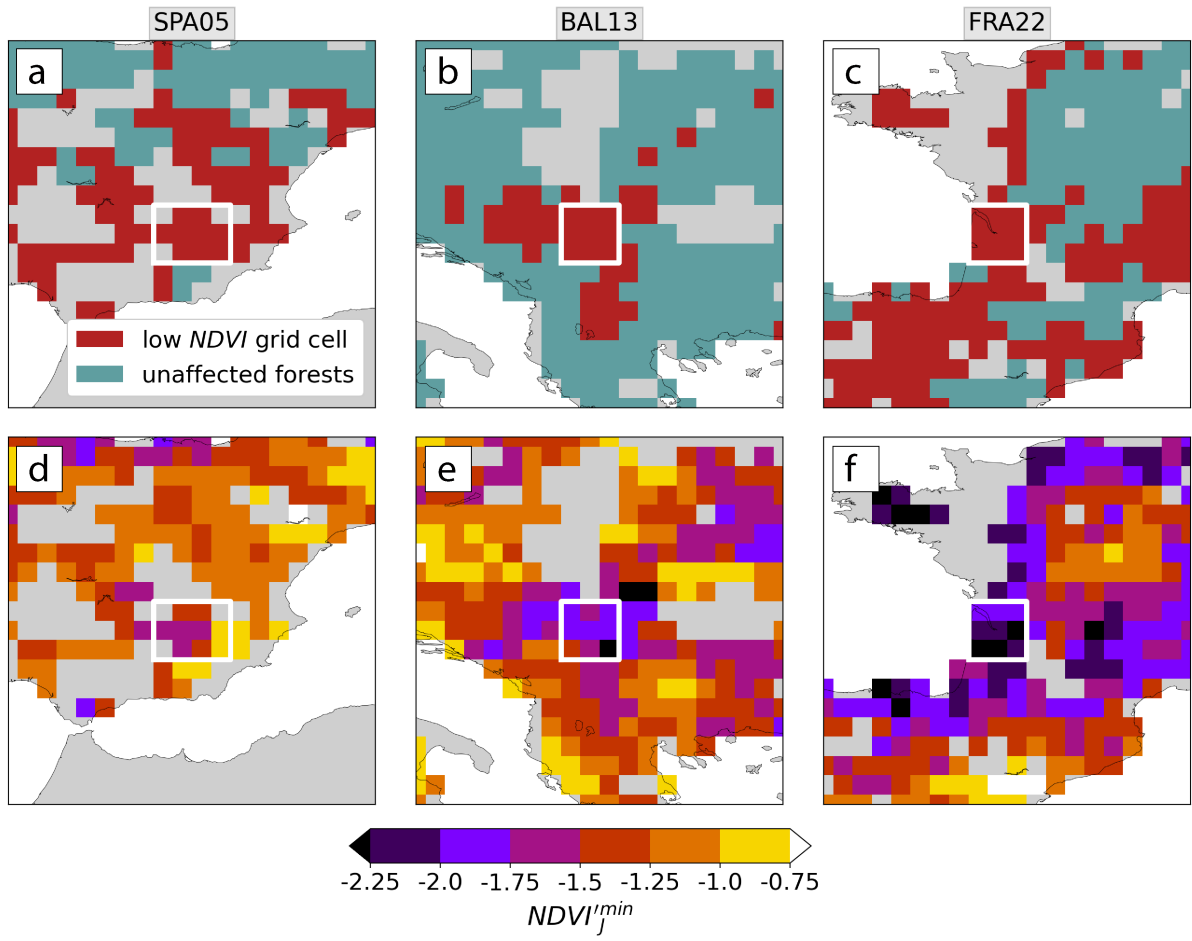 SPA05
BAL13
FRA22
a
b
c
low NDVI grid cell
unaffected forests
d
e
f
-2.25 -2.0 -1.75 -1.5 -1.25 -1.0 -0.75
NDVI′ᴶᵐⁱⁿ